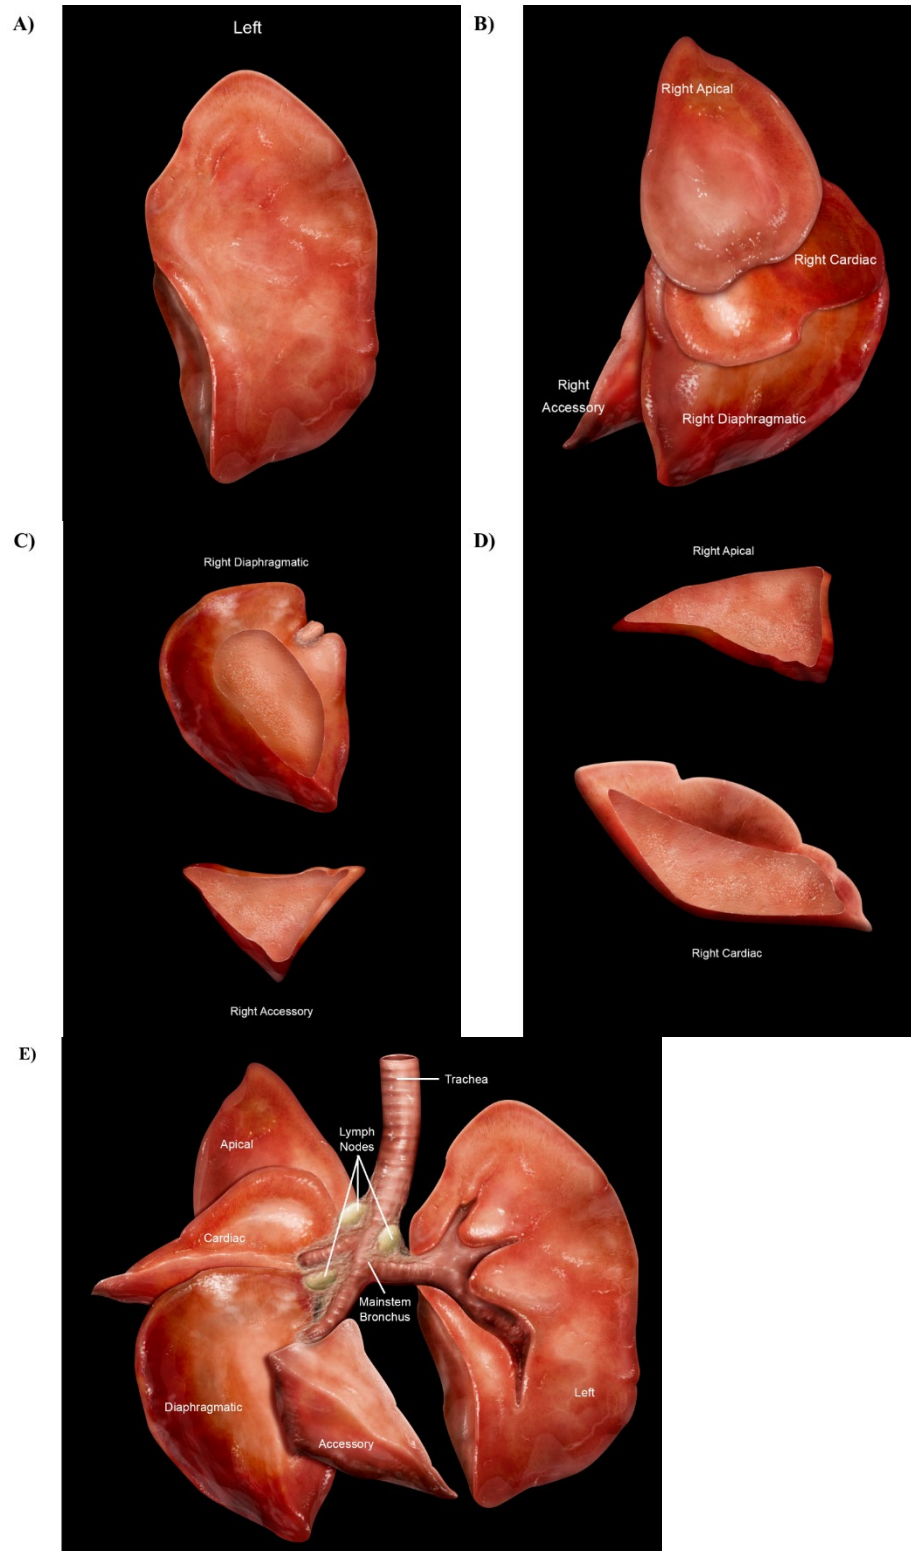 A)
Left
B)
Right Apical
Right Cardiac
Right
Accessory
Right Diaphragmatic
C)
Right Diaphragmatic
Right Accessory
D)
Right Apical
Right Cardiac
E)
Trachea
Lymph
Nodes
Apical
Cardiac
Mainstem
Bronchus
Left
Diaphragmatic
Accessory